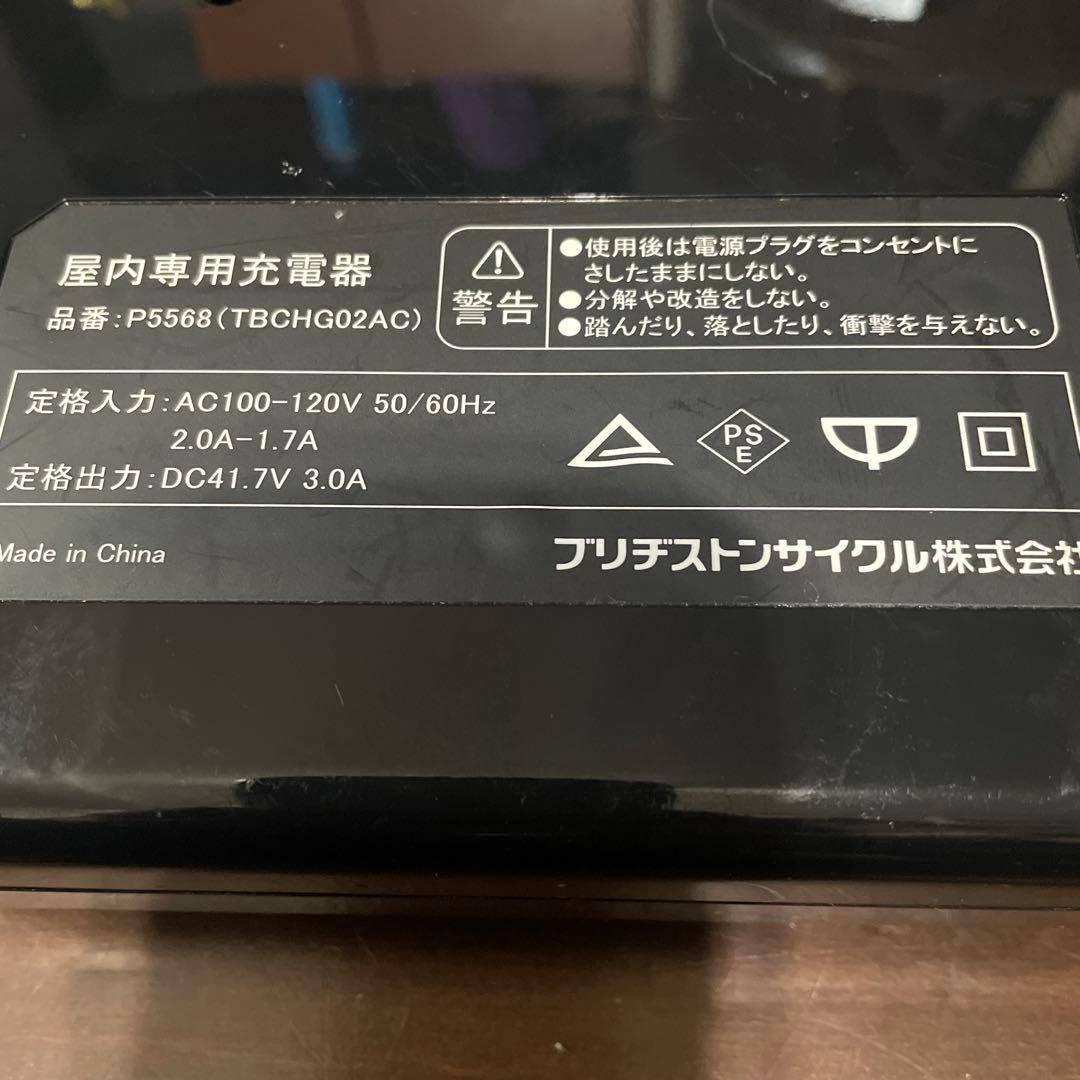 屋内専用充電器
品番:P5568(TBCHG02AC)
警告
●使用後は電源プラグをコンセントに
さしたままにしない。
●分解や改造をしない。
●踏んだり、落としたり、衝撃を与えない。
定格入力:AC100-120V 50/60Hz
2.0A-1.7A
定格出力:DC41.7V 3.0A
PS
E
Made in China
ブリヂストンサイクル株式会社